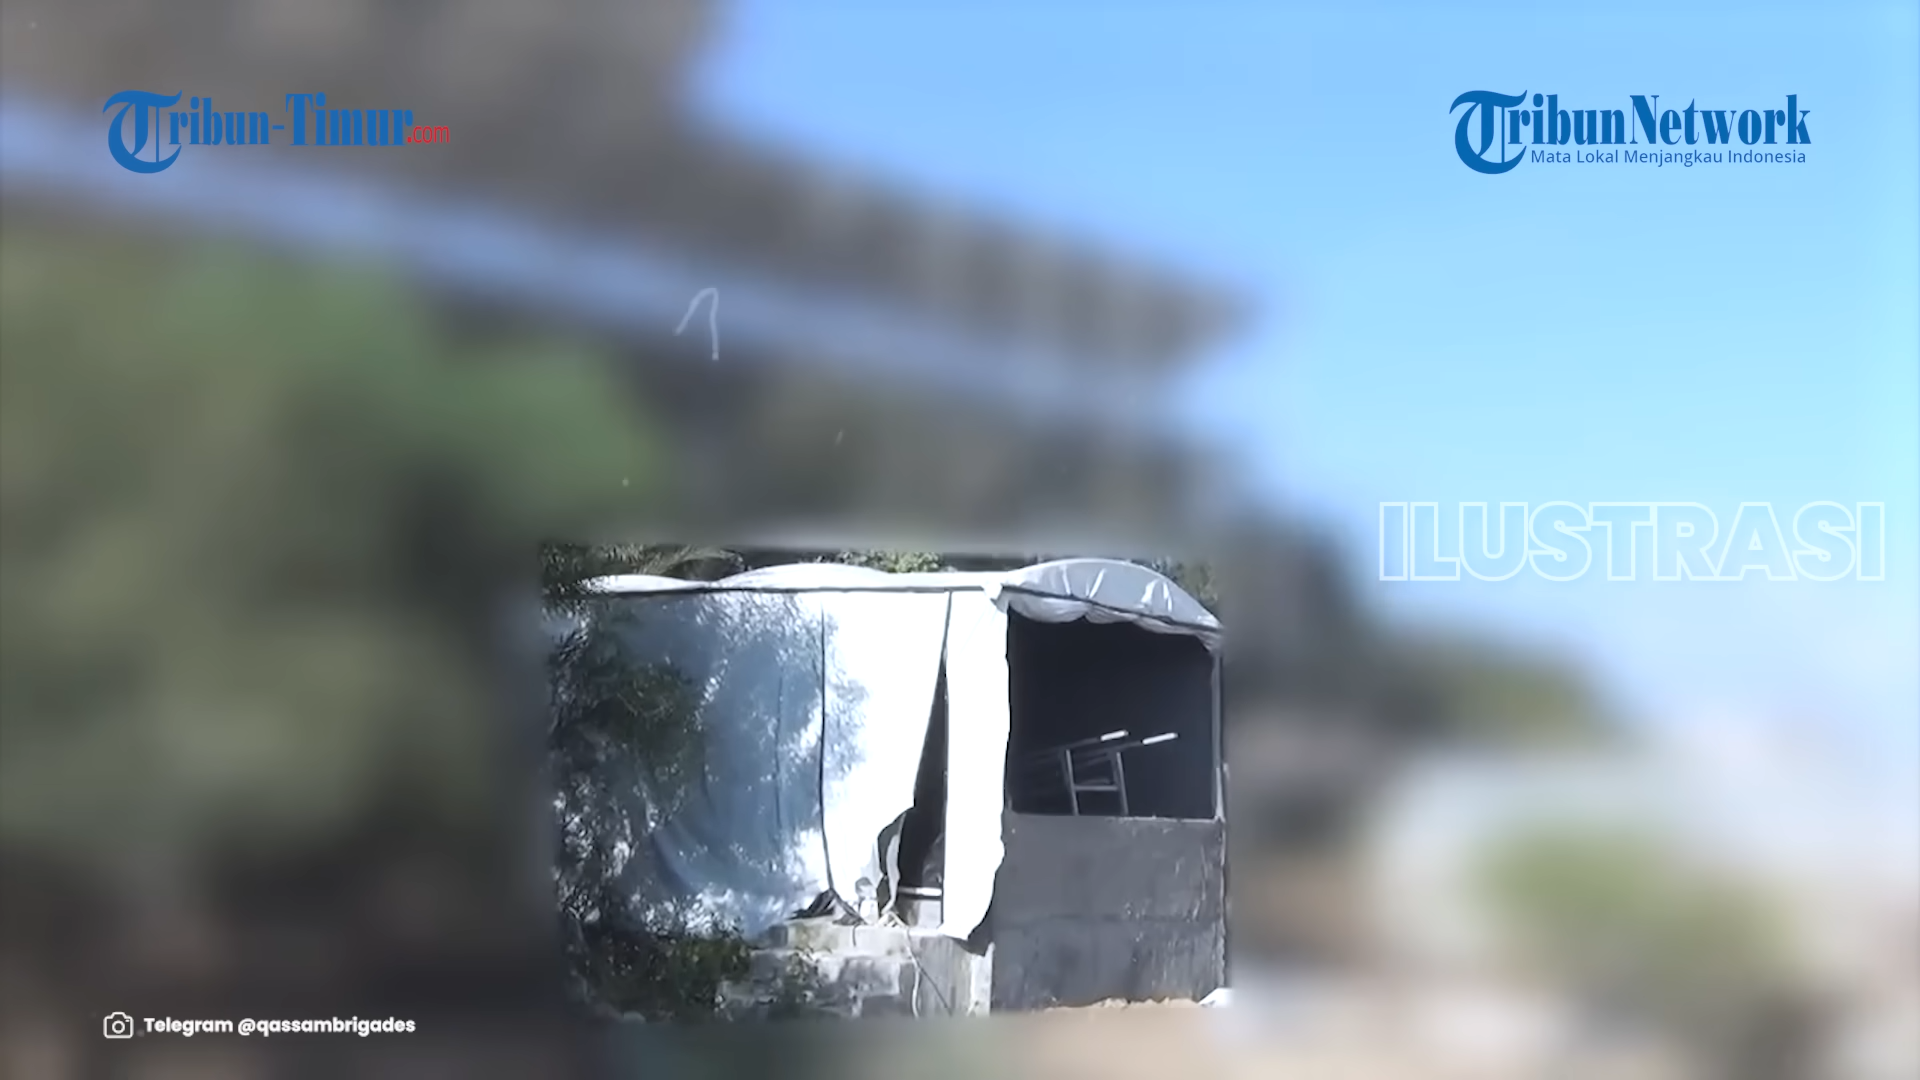 Tribun-Timur.com
TribunNetwork
Mata Lokal Menjangkau Indonesia
ILUSTRASI
Telegram @qassambrigades